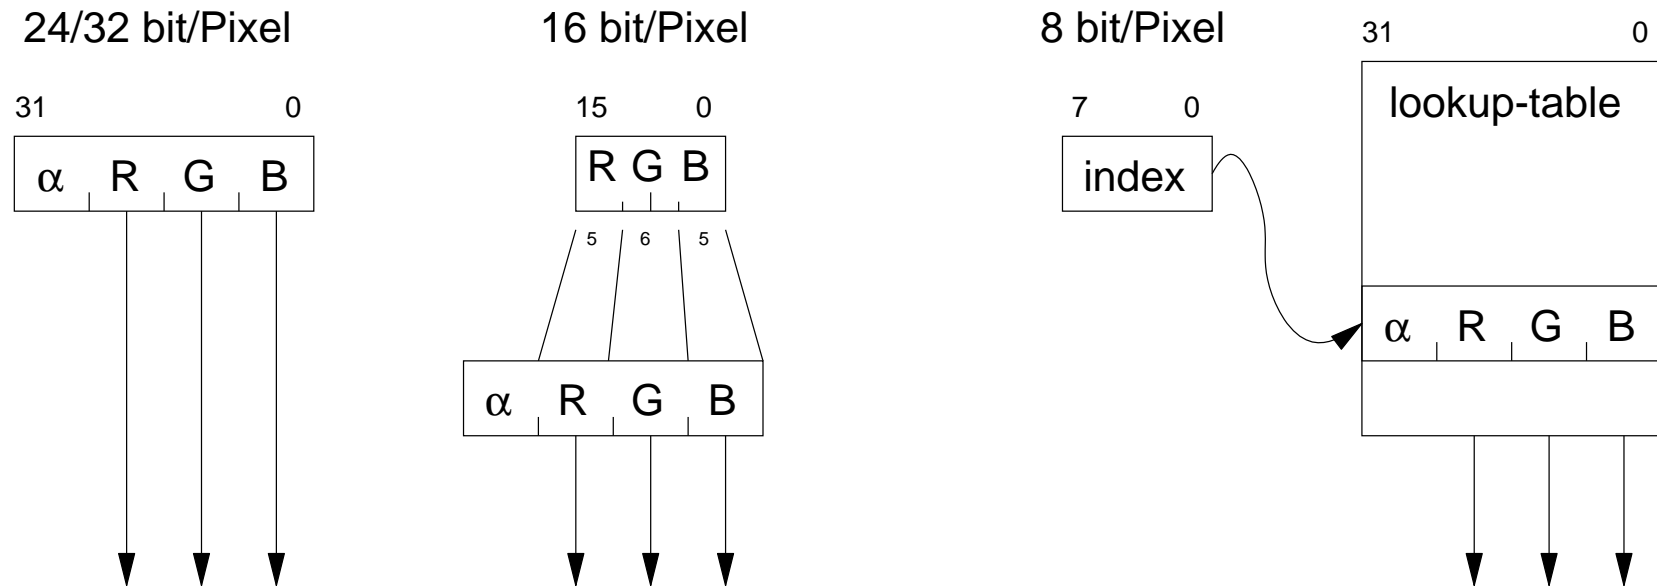 24/32 bit/Pixel
31 0
α R G B
16 bit/Pixel
15 0
R G B
5 6 5
α R G B
8 bit/Pixel
7 0
index
31 0
lookup-table
α R G B